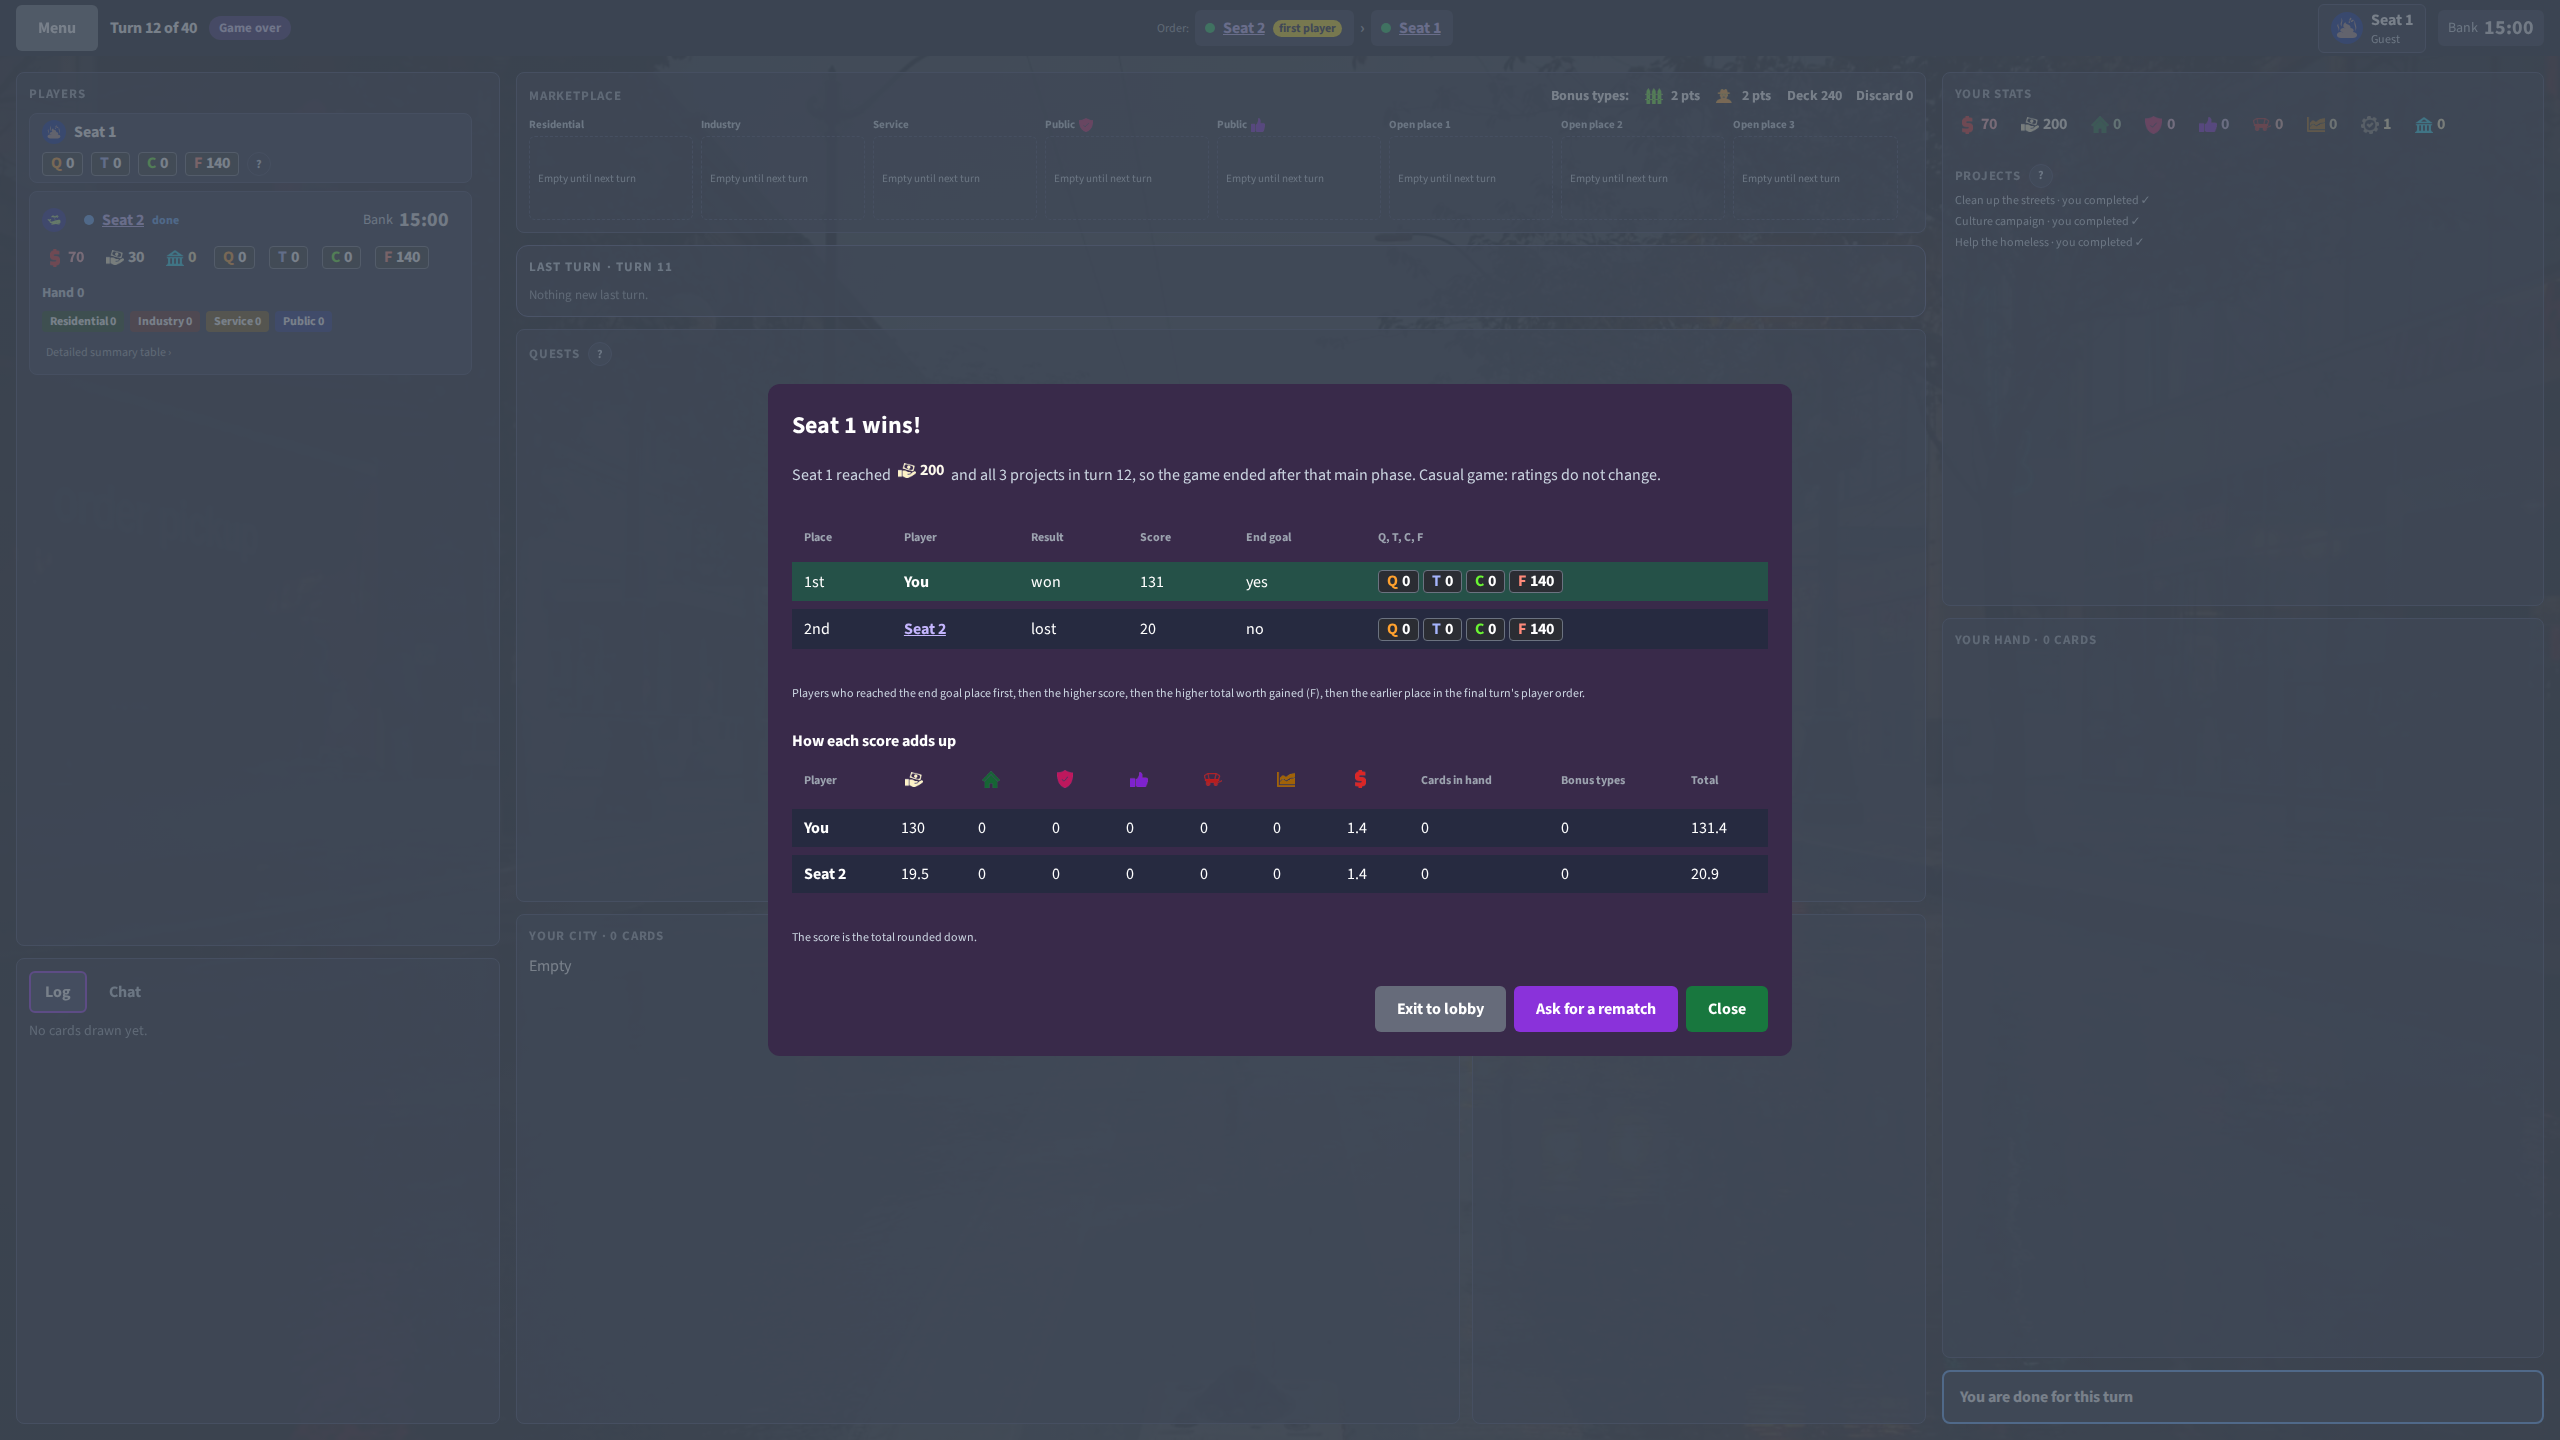 Menu
Turn 12 of 40
Game over
Order:
Seat 2
first player
›
Seat 1
Seat 1
Guest
Bank 15:00
PLAYERS
Seat 1
Q 0 T 0 C 0 F 140 ?
Seat 2 done
Bank 15:00
70 30 0 Q 0 T 0 C 0 F 140
Hand 0
Residential 0 Industry 0 Service 0 Public 0
Detailed summary table ›
Log
Chat
No cards drawn yet.
MARKETPLACE
Bonus types: 2 pts 2 pts Deck 240 Discard 0
Residential Industry Service Public Public Open place 1 Open place 2 Open place 3
Empty until next turn Empty until next turn Empty until next turn Empty until next turn Empty until next turn Empty until next turn Empty until next turn Empty until next turn
LAST TURN · TURN 11
Nothing new last turn.
QUESTS ?
YOUR CITY · 0 CARDS
Empty
Seat 1 wins!
Seat 1 reached 200 and all 3 projects in turn 12, so the game ended after that main phase. Casual game: ratings do not change.
Place Player Result Score End goal Q, T, C, F
1st You won 131 yes Q 0 T 0 C 0 F 140
2nd Seat 2 lost 20 no Q 0 T 0 C 0 F 140
Players who reached the end goal place first, then the higher score, then the higher total worth gained (F), then the earlier place in the final turn's player order.
How each score adds up
Player Cards in hand Bonus types Total
You 130 0 0 0 0 0 1.4 0 0 131.4
Seat 2 19.5 0 0 0 0 0 1.4 0 0 20.9
The score is the total rounded down.
Exit to lobby
Ask for a rematch
Close
YOUR STATS
70 200 0 0 0 0 0 1 0
PROJECTS ?
Clean up the streets · you completed ✓
Culture campaign · you completed ✓
Help the homeless · you completed ✓
YOUR HAND · 0 CARDS
You are done for this turn